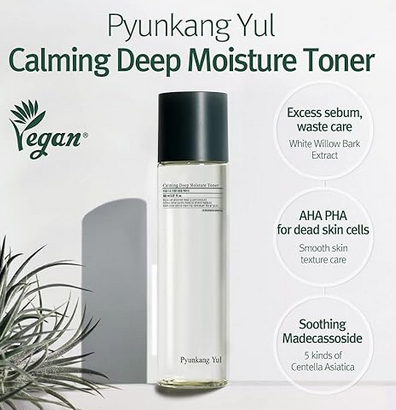 Pyunkang Yul
Calming Deep Moisture Toner
Vegan®
Excess sebum,
waste care
White Willow Bark
Extract
AHA PHA
for dead skin cells
Smooth skin
texture care
Soothing
Madecassoside
5 kinds of
Centella Asiatica
Calming Deep Moisture Toner
Pyunkang Yul